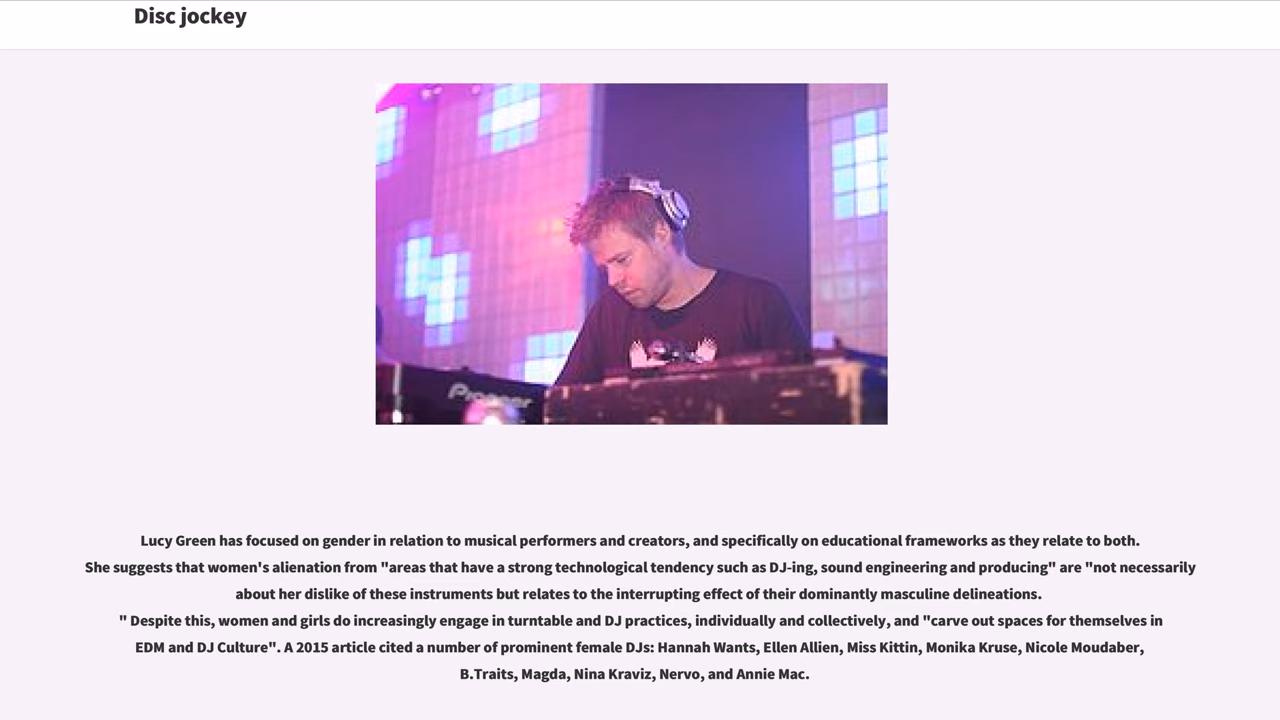 Disc jockey
Pioneer
Lucy Green has focused on gender in relation to musical performers and creators, and specifically on educational frameworks as they relate to both.
She suggests that women's alienation from "areas that have a strong technological tendency such as DJ-ing, sound engineering and producing" are "not necessarily
about her dislike of these instruments but relates to the interrupting effect of their dominantly masculine delineations.
" Despite this, women and girls do increasingly engage in turntable and DJ practices, individually and collectively, and "carve out spaces for themselves in
EDM and DJ Culture". A 2015 article cited a number of prominent female DJs: Hannah Wants, Ellen Allien, Miss Kittin, Monika Kruse, Nicole Moudaber,
B.Traits, Magda, Nina Kraviz, Nervo, and Annie Mac.